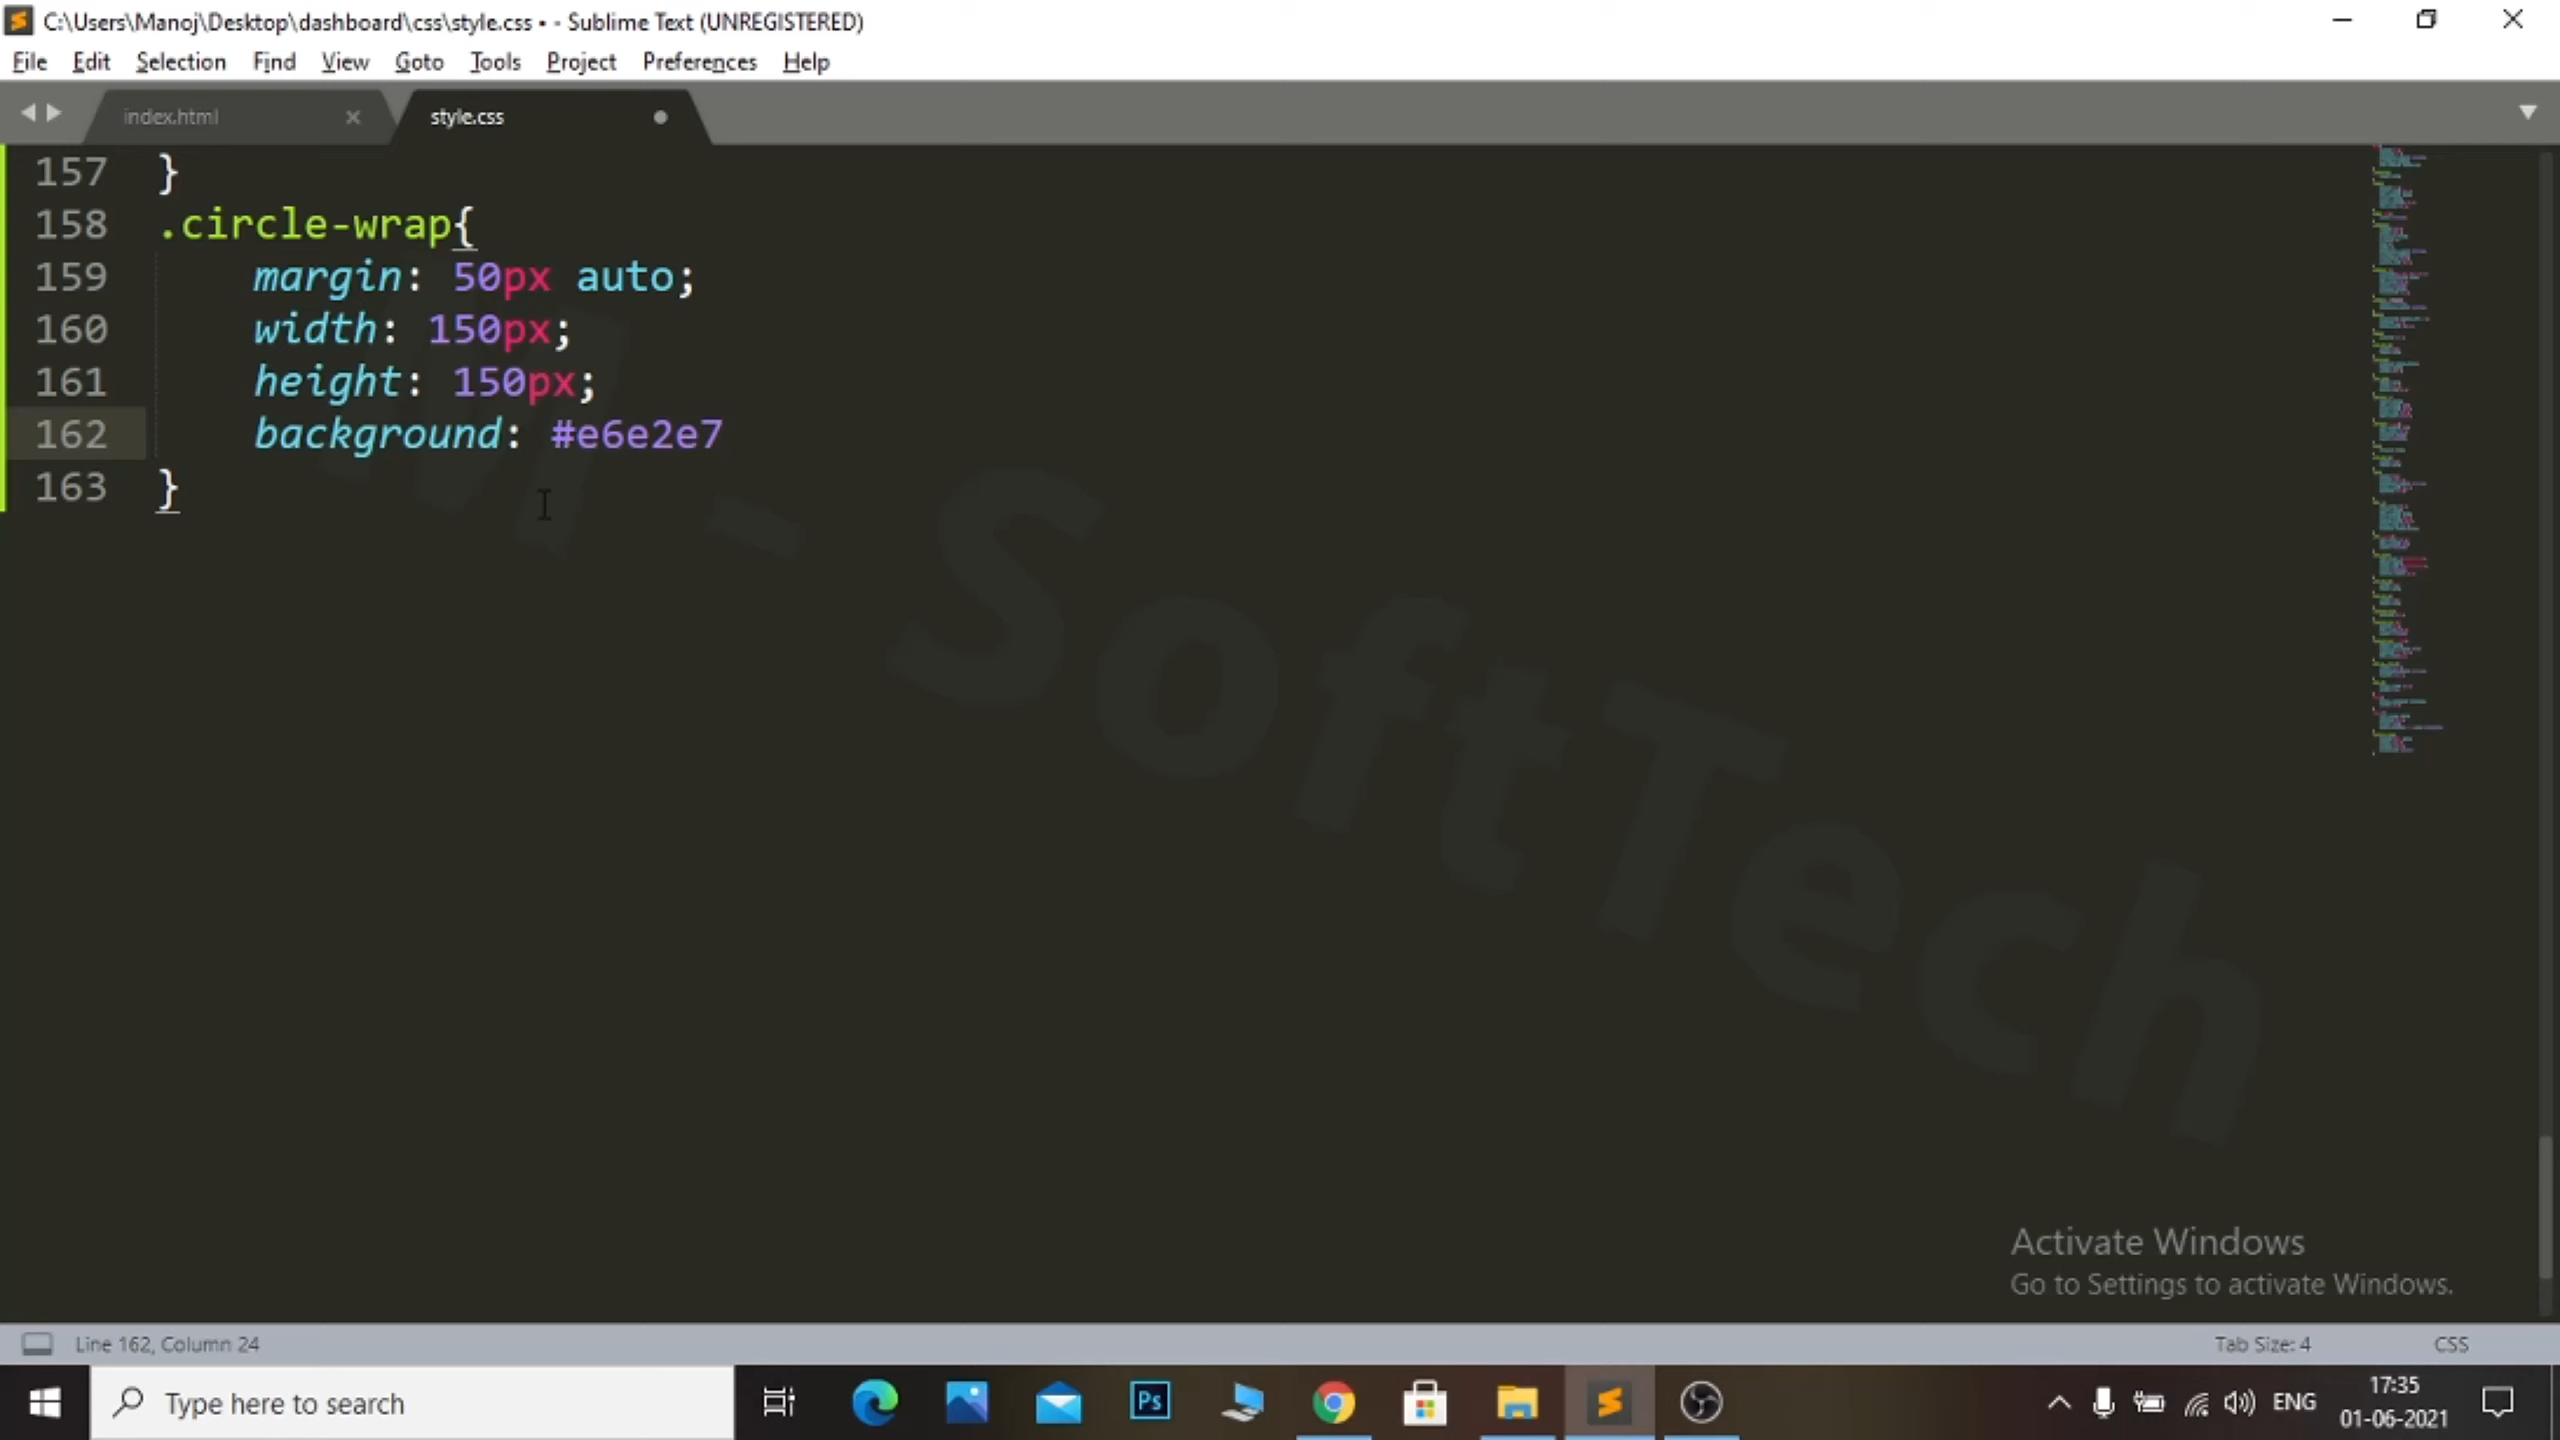 C:\Users\Manoj\Desktop\dashboard\css\style.css • - Sublime Text (UNREGISTERED)
File Edit Selection Find View Goto Tools Project Preferences Help
index.html × style.css
157 }
158 .circle-wrap{
159 margin: 50px auto;
160 width: 150px;
161 height: 150px;
162 background: #e6e2e7
163 }
M - SoftTech
Activate Windows
Go to Settings to activate Windows.
Line 162, Column 24 Tab Size: 4 CSS
Type here to search Ps ENG 17:35
01-06-2021